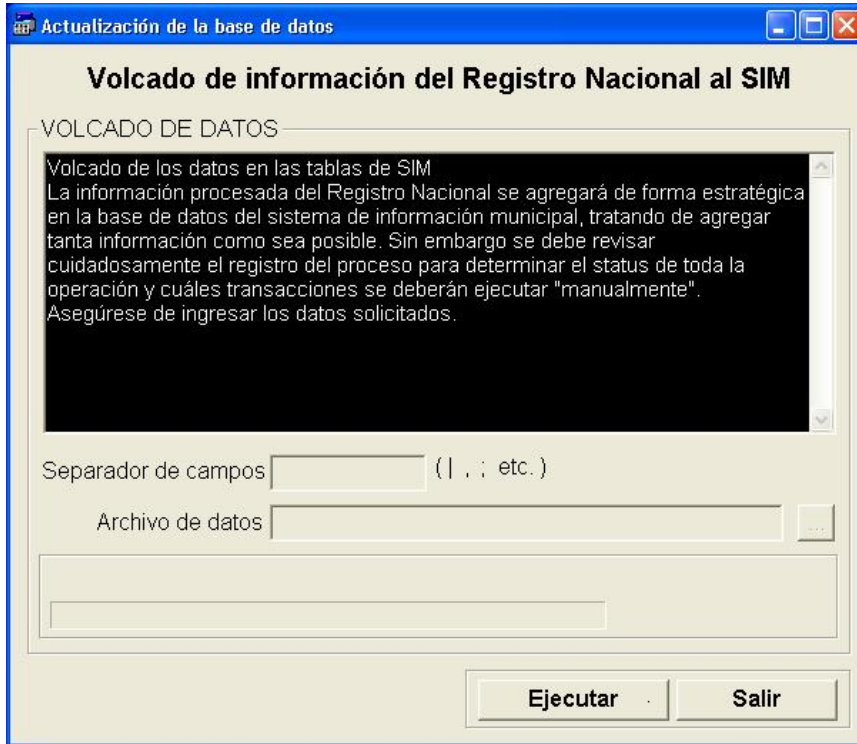 Actualización de la base de datos
Volcado de información del Registro Nacional al SIM
VOLCADO DE DATOS
Volcado de los datos en las tablas de SIM
La información procesada del Registro Nacional se agregará de forma estratégica
en la base de datos del sistema de información municipal, tratando de agregar
tanta información como sea posible. Sin embargo se debe revisar
cuidadosamente el registro del proceso para determinar el status de toda la
operación y cuáles transacciones se deberán ejecutar "manualmente".
Asegúrese de ingresar los datos solicitados.
Separador de campos ( | , ; etc. )
Archivo de datos ...
Ejecutar Salir